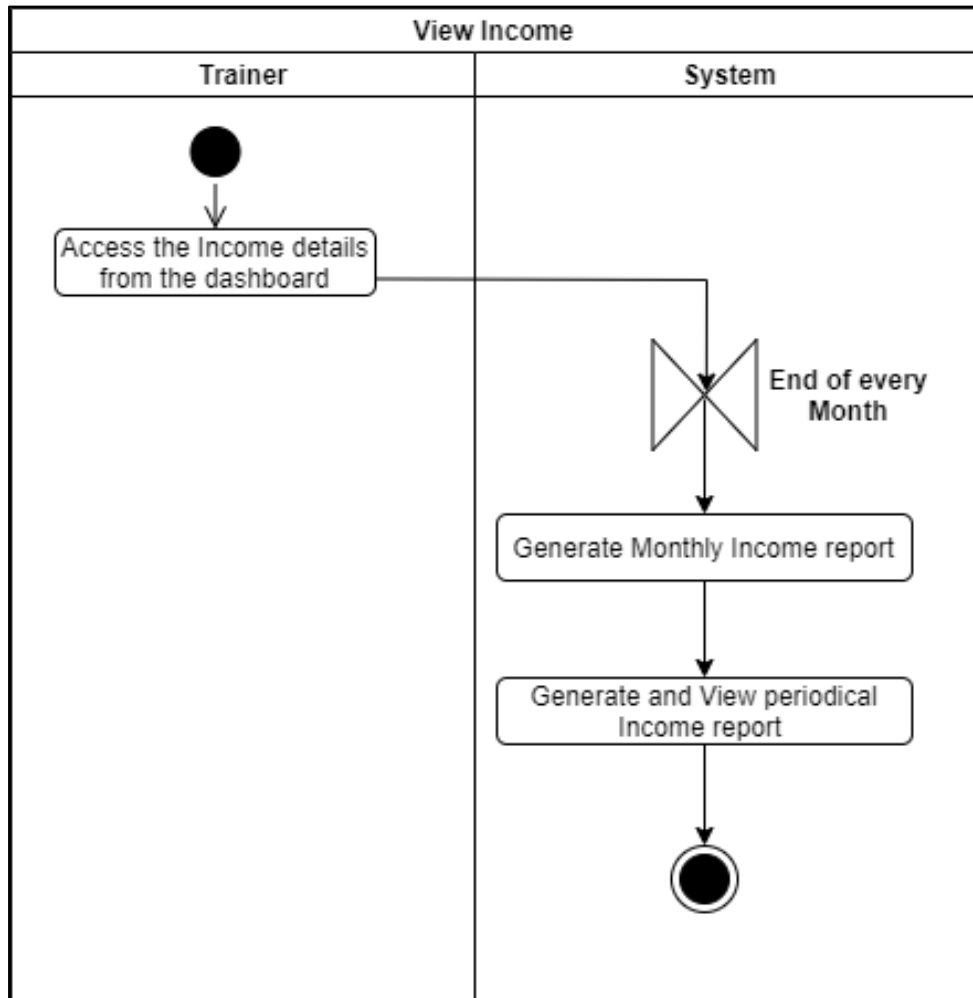 View Income
Trainer
System
Access the Income details
from the dashboard
End of every
Month
Generate Monthly Income report
Generate and View periodical
Income report